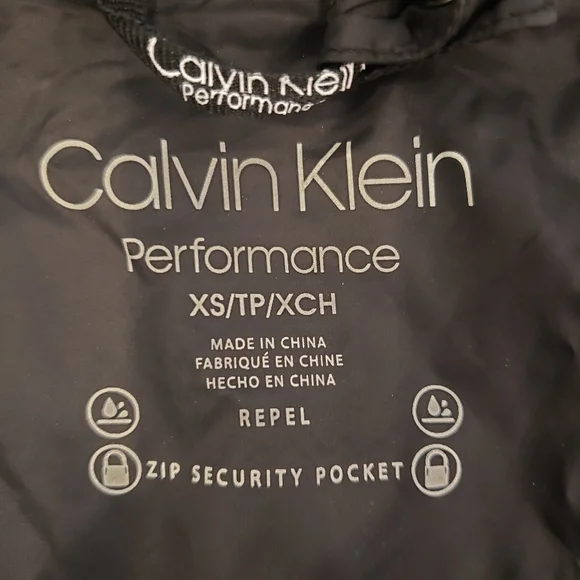 Calvin Klein
Performance
Calvin Klein
Performance
XS/TP/XCH
MADE IN CHINA
FABRIQUÉ EN CHINE
HECHO EN CHINA
REPEL
ZIP SECURITY POCKET